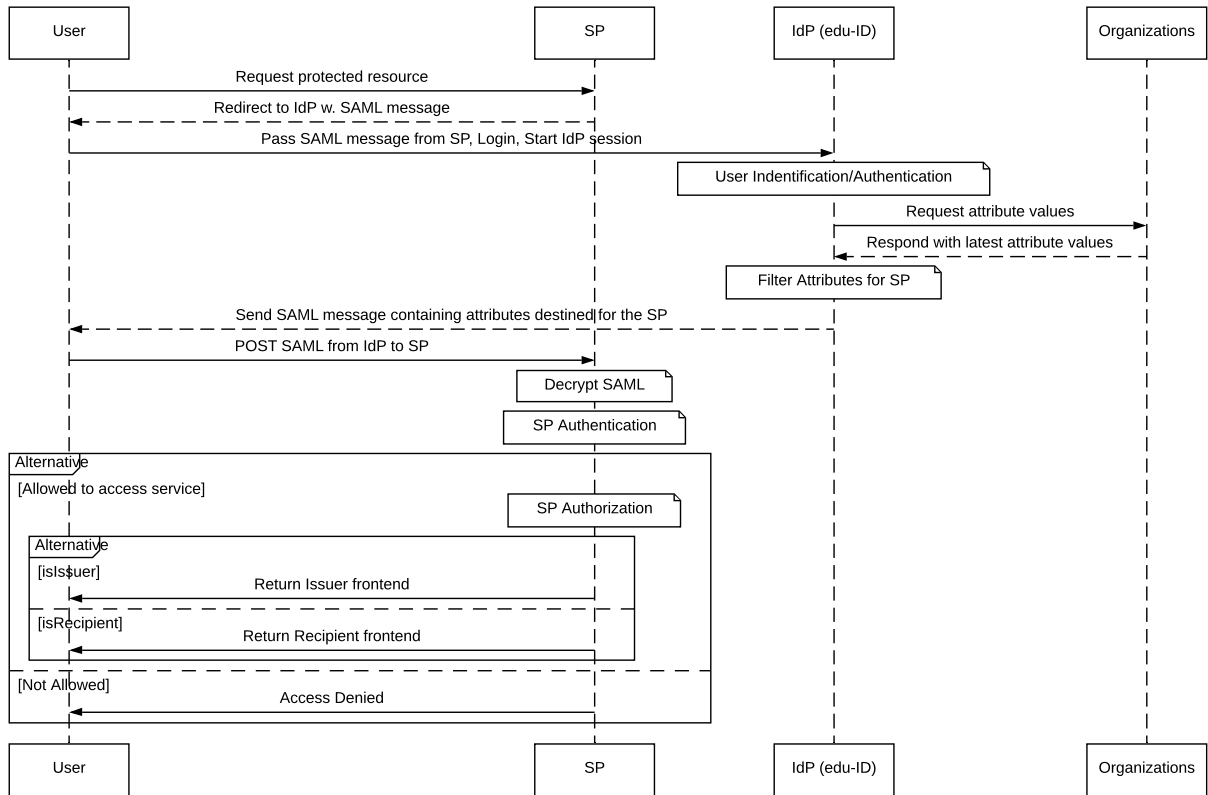 User
SP
IdP (edu-ID)
Organizations
Request protected resource
Redirect to IdP w. SAML message
Pass SAML message from SP, Login, Start IdP session
User Indentification/Authentication
Request attribute values
Respond with latest attribute values
Filter Attributes for SP
Send SAML message containing attributes destined for the SP
POST SAML from IdP to SP
Decrypt SAML
SP Authentication
Alternative
[Allowed to access service]
SP Authorization
Alternative
[isIssuer]
Return Issuer frontend
[isRecipient]
Return Recipient frontend
[Not Allowed]
Access Denied
User
SP
IdP (edu-ID)
Organizations